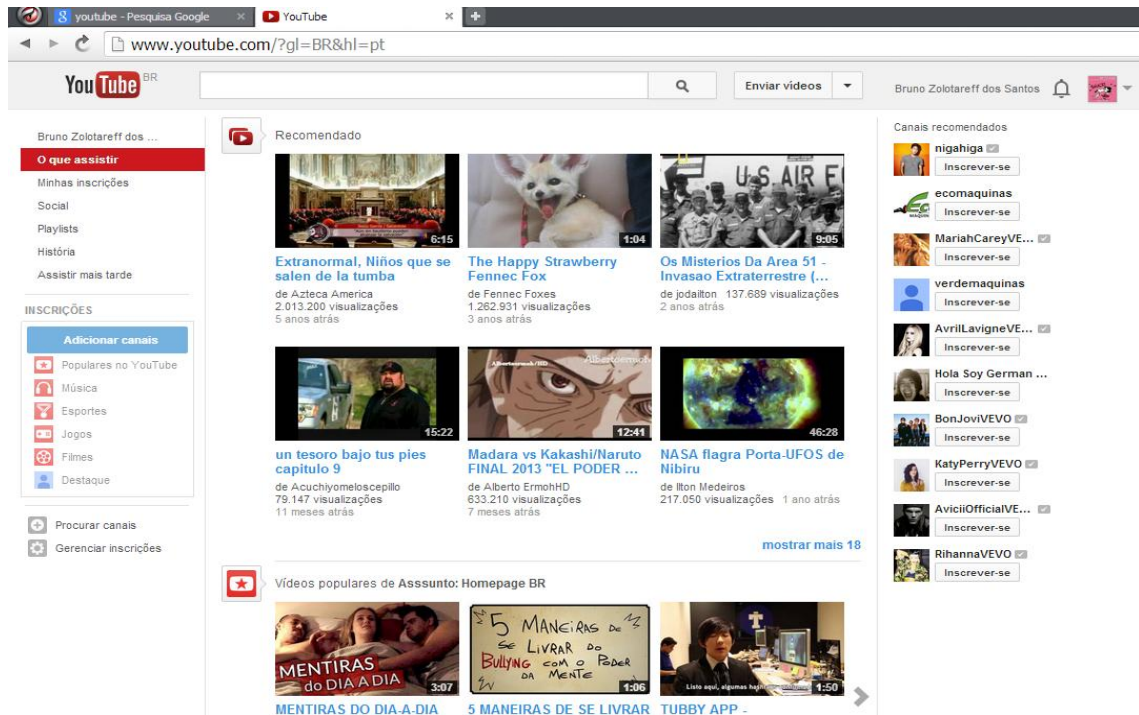 youtube - Pesquisa Google
YouTube
www.youtube.com/?gl=BR&hl=pt
YouTube BR
Enviar vídeos
Bruno Zolotareff dos Santos
Bruno Zolotareff dos ...
O que assistir
Minhas inscrições
Social
Playlists
História
Assistir mais tarde
INSCRIÇÕES
Adicionar canais
Populares no YouTube
Música
Esportes
Jogos
Filmes
Destaque
Procurar canais
Gerenciar inscrições
Recomendado
6:15
Extranormal, Niños que se
salen de la tumba
de Azteca America
2.013.200 visualizações
5 anos atrás
1:04
The Happy Strawberry
Fennec Fox
de Fennec Foxes
1.262.931 visualizações
3 anos atrás
U.S. AIR F
9:05
Os Misterios Da Area 51 -
Invasao Extraterrestre (...
de jodailton 137.689 visualizações
2 anos atrás
15:22
un tesoro bajo tus pies
capitulo 9
de Acuchiyomeloscepillo
79.147 visualizações
11 meses atrás
Albertoermoh/HD
Albertoermoh
12:41
Madara vs Kakashi/Naruto
FINAL 2013 "EL PODER ...
de Alberto ErmohHD
633.210 visualizações
7 meses atrás
46:28
NASA flagra Porta-UFOS de
Nibiru
de Ilton Medeiros
217.050 visualizações 1 ano atrás
mostrar mais 18
Vídeos populares de Asssunto: Homepage BR
MENTIRAS
do DIA A DIA
3:07
MENTIRAS DO DIA-A-DIA
5 MANEIRAS DE
SE LIVRAR DO
BULLYING COM O PODER
DA MENTE
1:06
5 MANEIRAS DE SE LIVRAR
Listo aqui, algumas
1:50
TUBBY APP -
Canais recomendados
nigahiga
Inscrever-se
ecomaquinas
Inscrever-se
MariahCareyVE...
Inscrever-se
verdemaquinas
Inscrever-se
AvrilLavigneVE...
Inscrever-se
Hola Soy German ...
Inscrever-se
BonJoviVEVO
Inscrever-se
KatyPerryVEVO
Inscrever-se
AviciiOfficialVE...
Inscrever-se
RihannaVEVO
Inscrever-se